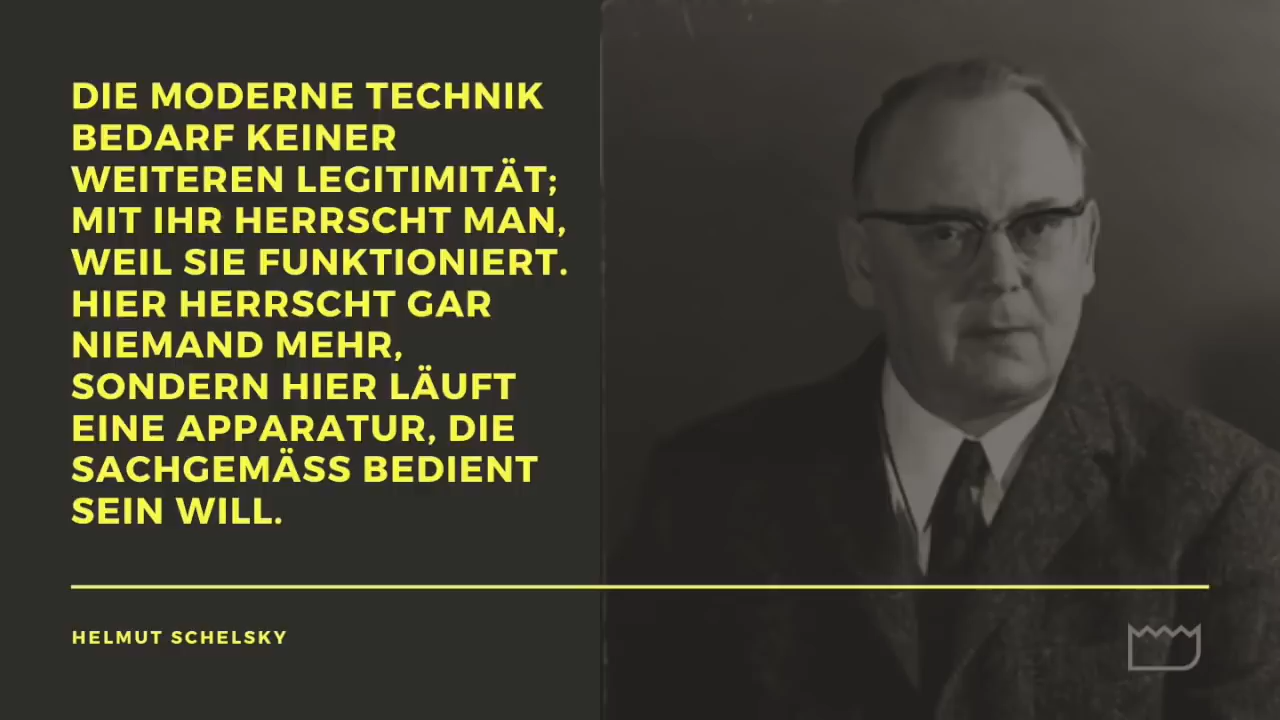 DIE MODERNE TECHNIK
BEDARF KEINER
WEITEREN LEGITIMITÄT;
MIT IHR HERRSCHT MAN,
WEIL SIE FUNKTIONIERT.
HIER HERRSCHT GAR
NIEMAND MEHR,
SONDERN HIER LÄUFT
EINE APPARATUR, DIE
SACHGEMÄSS BEDIENT
SEIN WILL.
HELMUT SCHELSKY